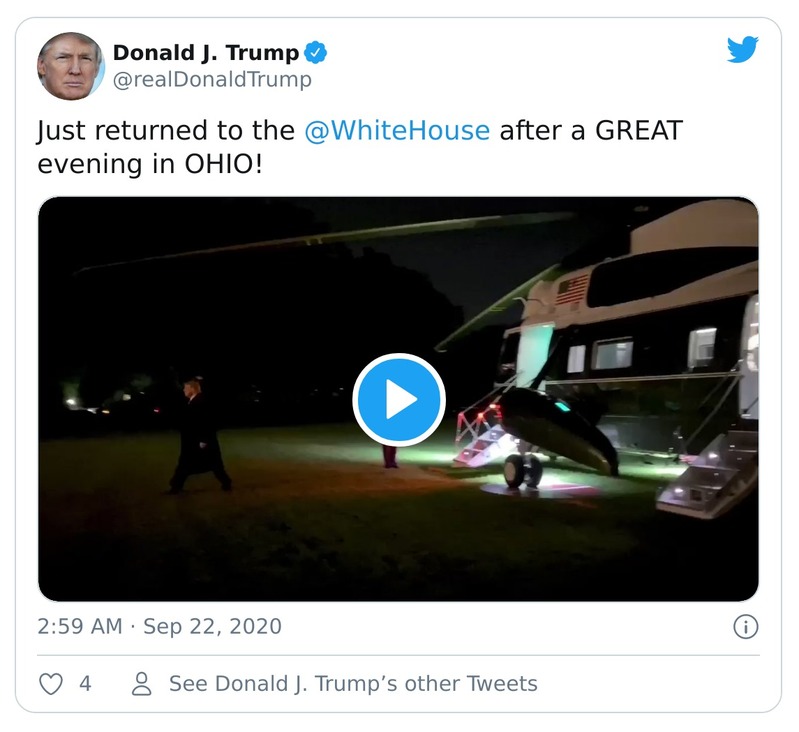 Donald J. Trump
@realDonaldTrump
Just returned to the @WhiteHouse after a GREAT
evening in OHIO!
2:59 AM · Sep 22, 2020
4
See Donald J. Trump’s other Tweets